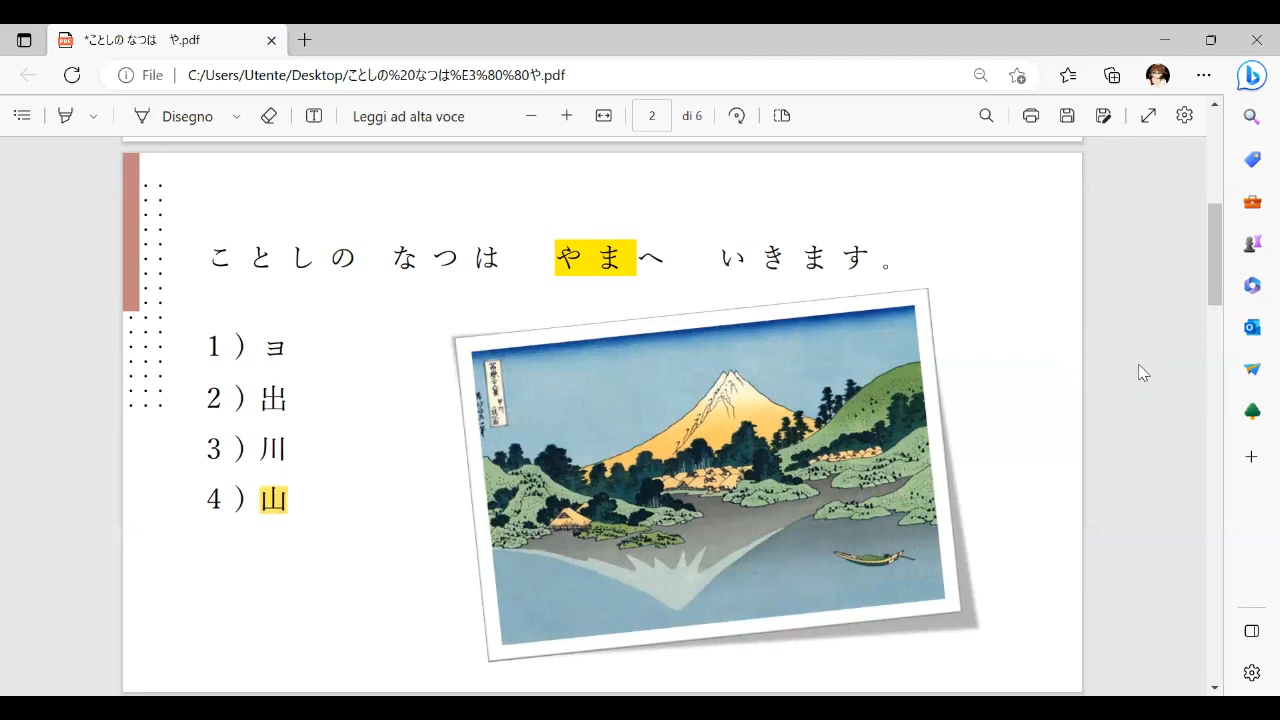 *ことしの なつは　や.pdf
File
C:/Users/Utente/Desktop/ことしの%20なつは%E3%80%80や.pdf
Disegno
Leggi ad alta voce
2
di 6
ことしの なつは　やまへ　いきます。
1）ヨ
2）出
3）川
4）山